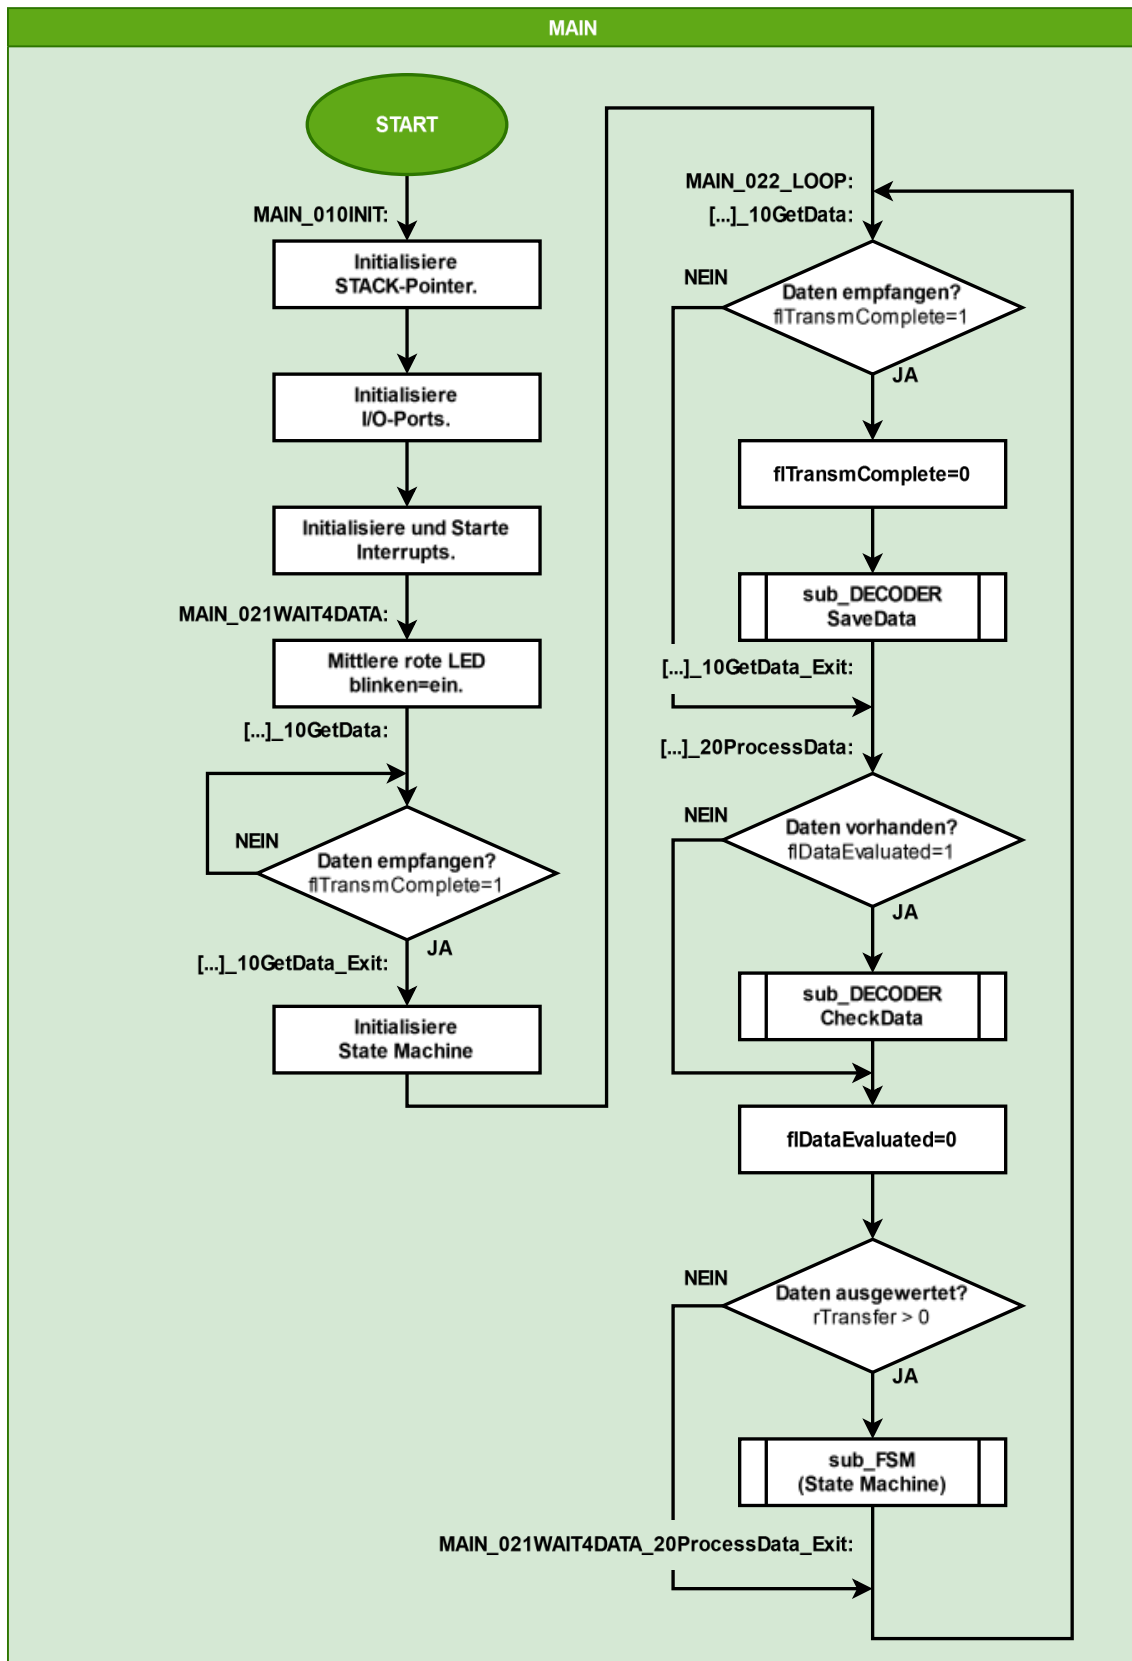 MAIN
START
MAIN_010INIT:
Initialisiere
STACK-Pointer.
Initialisiere
I/O-Ports.
Initialisiere und Starte
Interrupts.
MAIN_021WAIT4DATA:
Mittlere rote LED
blinken=ein.
[...]_10GetData:
NEIN
Daten empfangen?
flTransmComplete=1
JA
[...]_10GetData_Exit:
Initialisiere
State Machine
MAIN_022_LOOP:
[...]_10GetData:
NEIN
Daten empfangen?
flTransmComplete=1
JA
flTransmComplete=0
sub_DECODER
SaveData
[...]_10GetData_Exit:
[...]_20ProcessData:
NEIN
Daten vorhanden?
flDataEvaluated=1
JA
sub_DECODER
CheckData
flDataEvaluated=0
NEIN
Daten ausgewertet?
rTransfer > 0
JA
sub_FSM
(State Machine)
MAIN_021WAIT4DATA_20ProcessData_Exit: